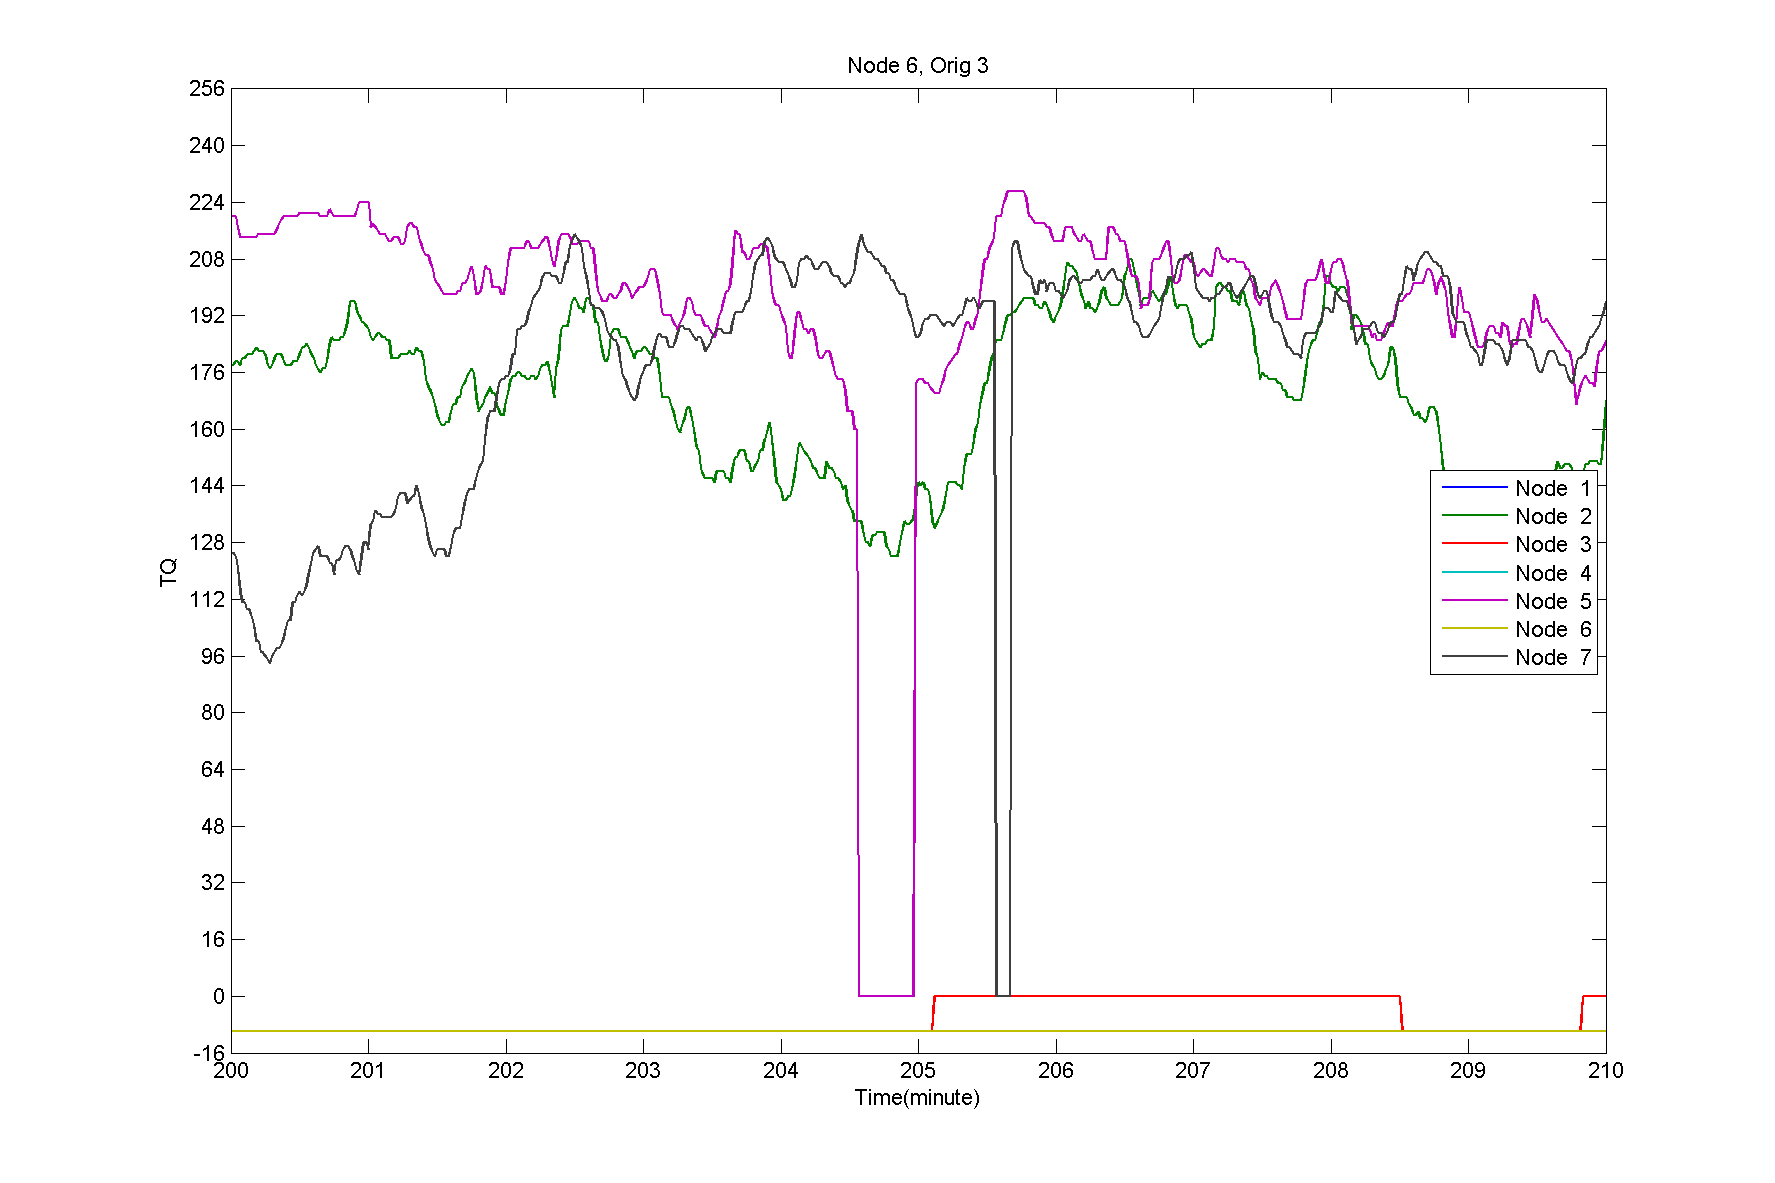 Node 6, Orig 3
256
240
224
208
192
176
160
144
128
112
96
80
64
48
32
16
0
-16
TQ
Node 1
Node 2
Node 3
Node 4
Node 5
Node 6
Node 7
200 201 202 203 204 205 206 207 208 209 210
Time(minute)